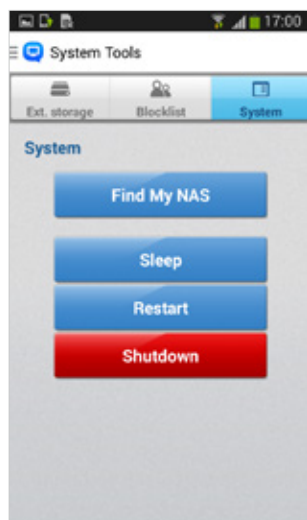 17:00
System Tools
Ext. storage
Blocklist
System
System
Find My NAS
Sleep
Restart
Shutdown